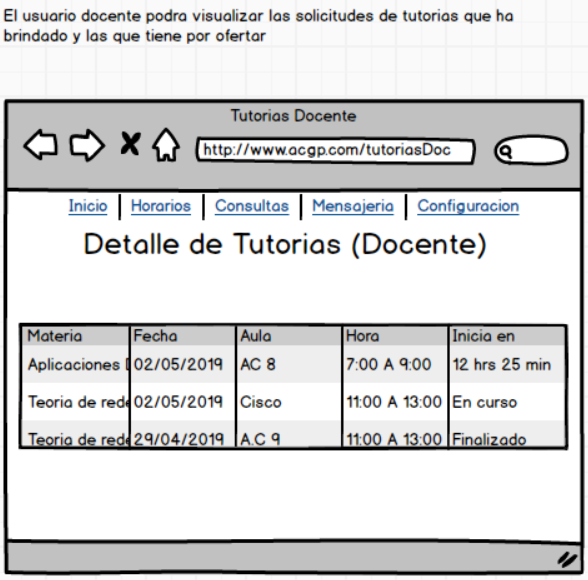 El usuario docente podra visualizar las solicitudes de tutorias que ha
brindado y las que tiene por ofertar
Tutorias Docente
http://www.acgp.com/tutoriasDoc
Inicio Horarios Consultas Mensajeria Configuracion
Detalle de Tutorias (Docente)
Materia Fecha Aula Hora Inicia en
Aplicaciones 02/05/2019 AC 8 7:00 A 9:00 12 hrs 25 min
Teoria de rede 02/05/2019 Cisco 11:00 A 13:00 En curso
Teoria de rede 29/04/2019 A.C 9 11:00 A 13:00 Finalizado